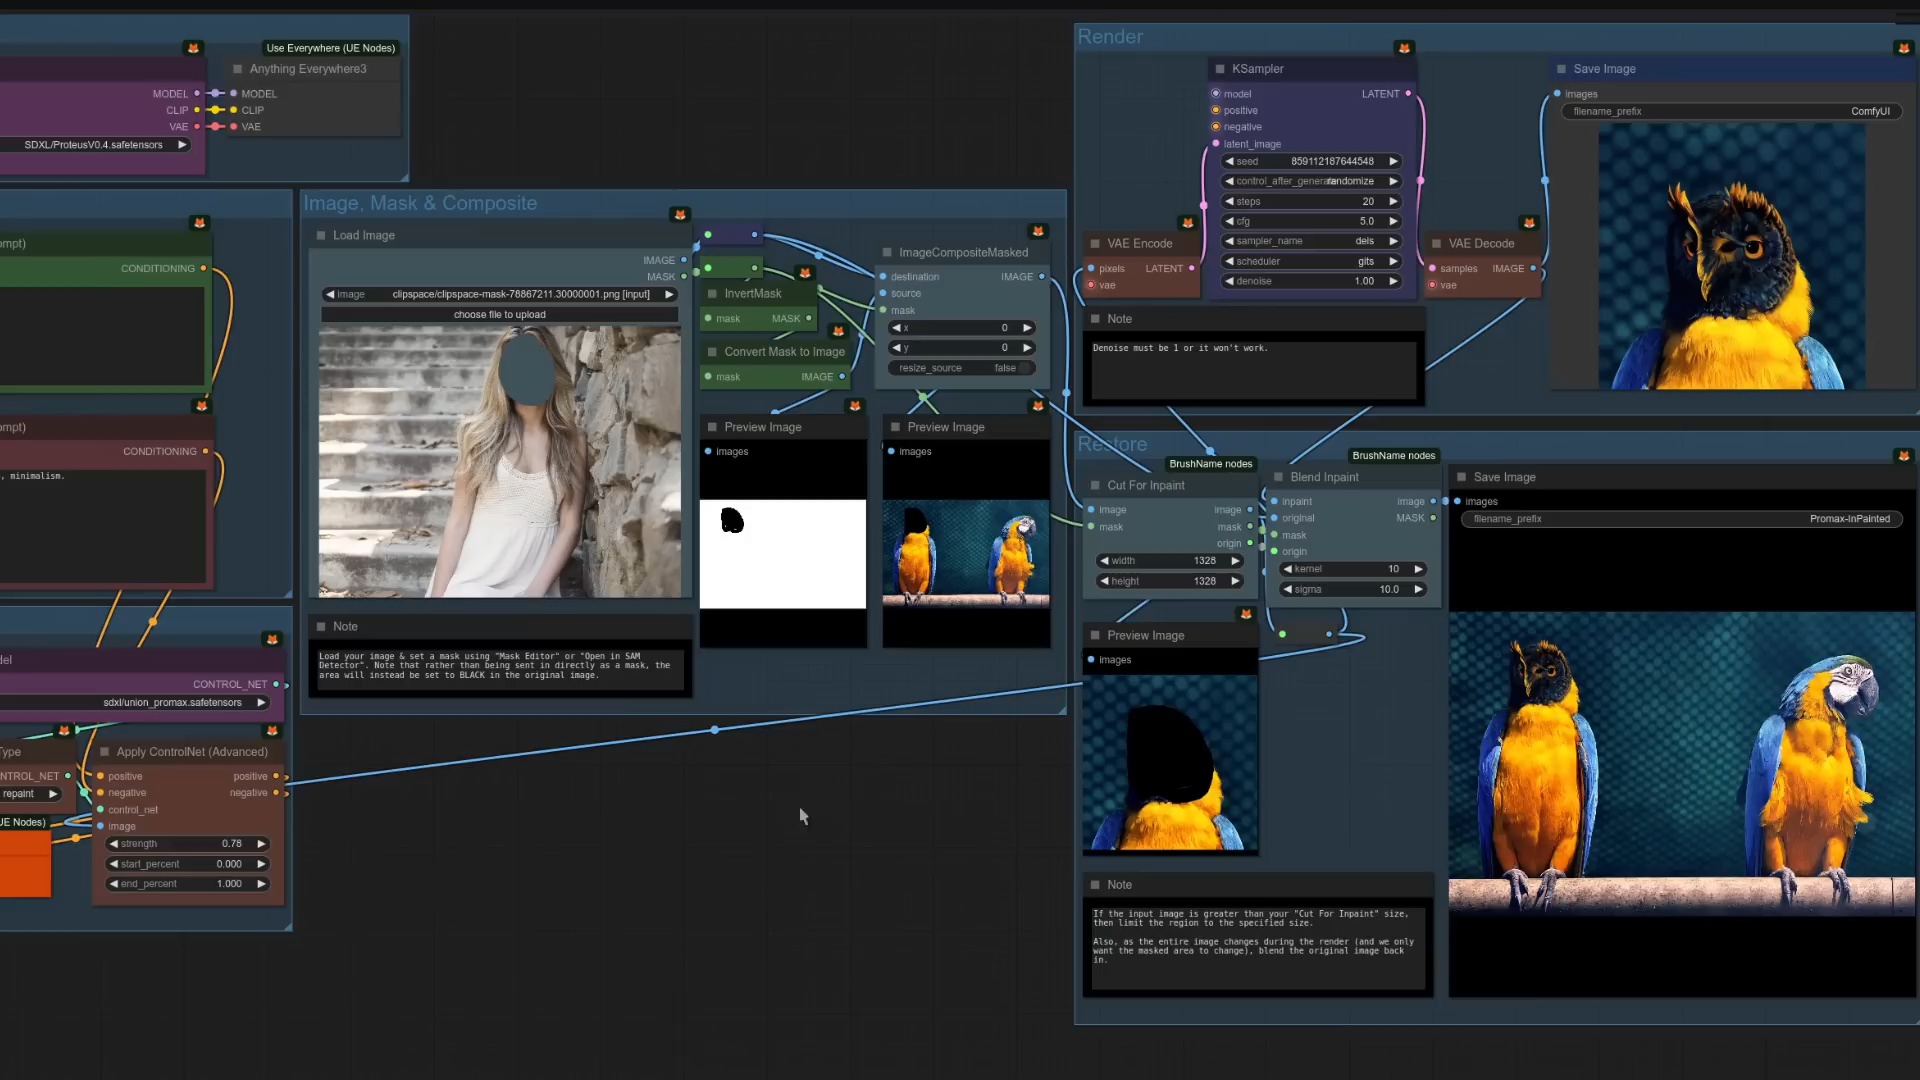 Use Everywhere (UE Nodes)
Anything Everywhere3
MODEL
MODEL
CLIP
CLIP
VAE
VAE
SDXL/ProteusV0.4.safetensors
ompt)
CONDITIONING
ompt)
CONDITIONING
, minimalism.
del
CONTROL_NET
sdxl/union_promax.safetensors
Type
NTROL_NET
repaint
UE Nodes)
Apply ControlNet (Advanced)
positive
positive
negative
negative
control_net
image
strength
0.78
start_percent
0.000
end_percent
1.000
Image, Mask & Composite
Load Image
IMAGE
MASK
image
clipspace/clipspace-mask-78867211.30000001.png [input]
choose file to upload
Note
Load your image & set a mask using "Mask Editor" or "Open in SAM
Detector". Note that rather than being sent in directly as a mask, the
area will instead be set to BLACK in the original image.
InvertMask
mask
MASK
Convert Mask to Image
mask
IMAGE
Preview Image
images
ImageCompositeMasked
destination
IMAGE
source
mask
x
0
y
0
resize_source
false
Preview Image
images
Render
KSampler
model
LATENT
positive
negative
latent_image
seed
859112187644548
control_after_generate
randomize
steps
20
cfg
5.0
sampler_name
deis
scheduler
gits
denoise
1.00
VAE Encode
pixels
LATENT
vae
VAE Decode
samples
IMAGE
vae
Note
Denoise must be 1 or it won't work.
Save Image
images
filename_prefix
ComfyUI
Restore
BrushName nodes
Cut For Inpaint
image
image
mask
mask
origin
width
1328
height
1328
BrushName nodes
Blend Inpaint
inpaint
image
original
MASK
mask
origin
kernel
10
sigma
10.0
Preview Image
images
Note
If the input image is greater than your "Cut For Inpaint" size,
then limit the region to the specified size.
Also, as the entire image changes during the render (and we only
want the masked area to change), blend the original image back
in.
Save Image
images
filename_prefix
Promax-InPainted